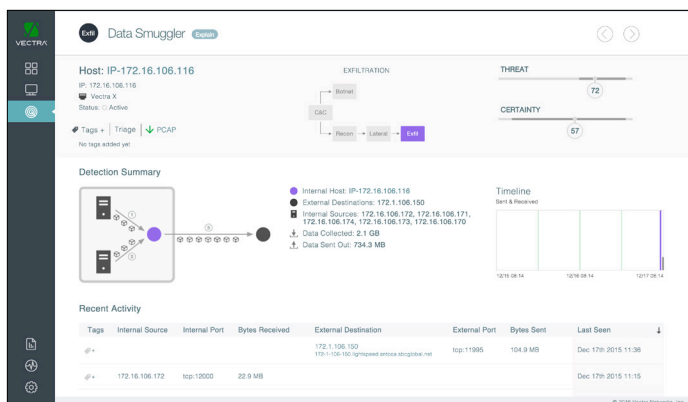 VECTRA
Exfil Data Smuggler Explain
Host: IP-172.16.106.116
IP: 172.16.106.116
Vectra X
Status: Active
Tags + Triage PCAP
No tags added yet
EXFILTRATION
Botnet
C&C
Recon Lateral Exfil
THREAT
72
CERTAINTY
57
Detection Summary
Internal Host: IP-172.16.106.116
External Destinations: 172.1.106.150
Internal Sources: 172.16.106.172, 172.16.106.171,
172.16.106.174, 172.16.106.173, 172.16.106.170
Data Collected: 2.1 GB
Data Sent Out: 734.3 MB
Timeline
Sent & Received
12/15 08:14 12/16 08:14 12/17 08:14
Recent Activity
Tags Internal Source Internal Port Bytes Received External Destination External Port Bytes Sent Last Seen
172.1.106.150 tcp:11995 104.9 MB Dec 17th 2015 11:36
172.16.106.172 tcp:12000 22.9 MB Dec 17th 2015 11:15